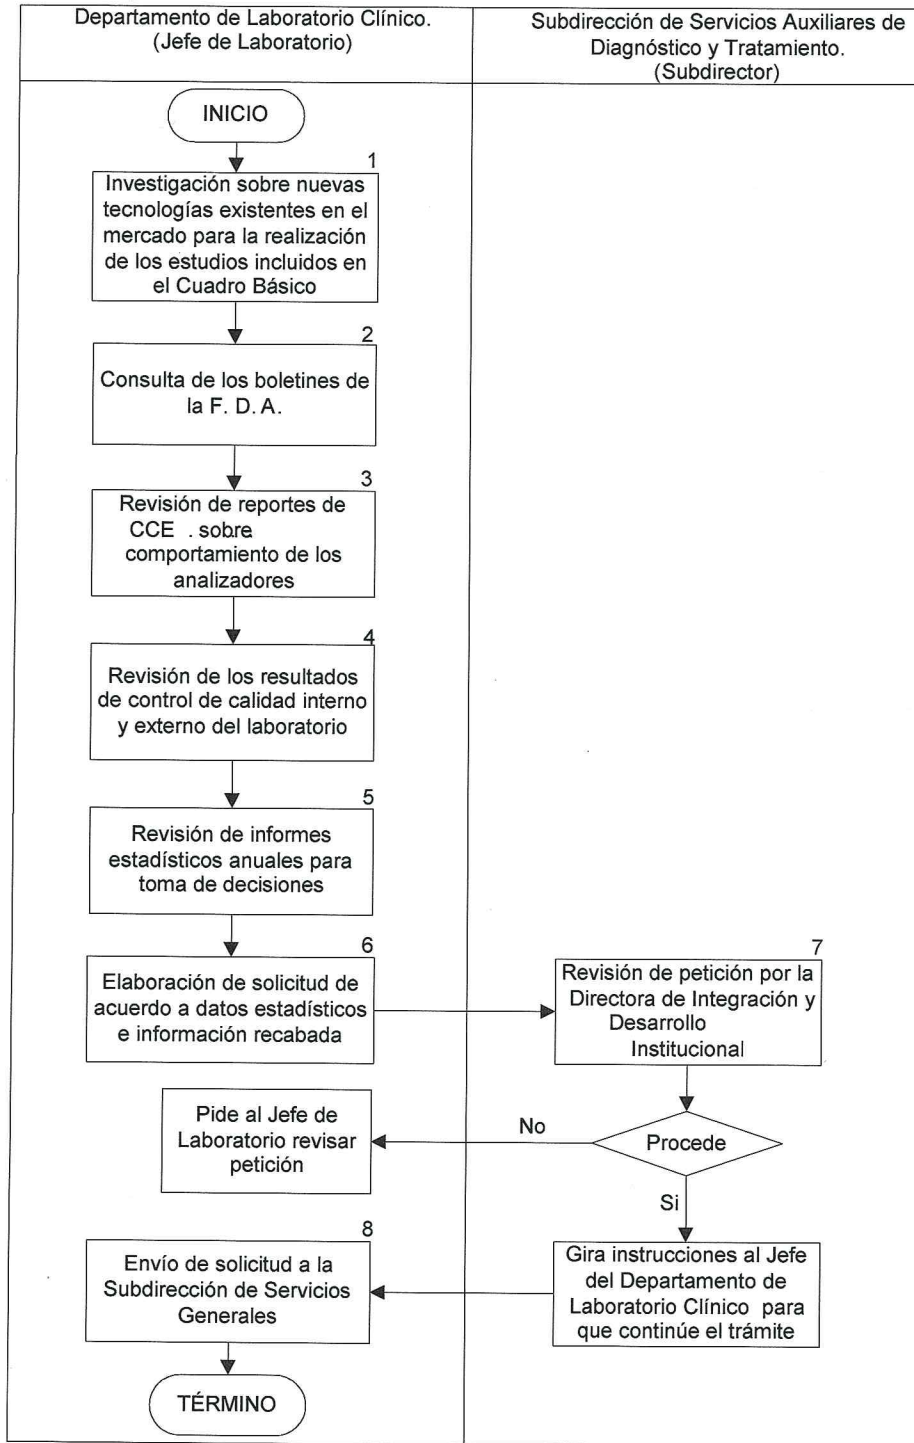 Departamento de Laboratorio Clínico.
(Jefe de Laboratorio)
Subdirección de Servicios Auxiliares de
Diagnóstico y Tratamiento.
(Subdirector)
INICIO
1
Investigación sobre nuevas
tecnologías existentes en el
mercado para la realización
de los estudios incluidos en
el Cuadro Básico
2
Consulta de los boletines de
la F. D. A.
3
Revisión de reportes de
CCE . sobre
comportamiento de los
analizadores
4
Revisión de los resultados
de control de calidad interno
y externo del laboratorio
5
Revisión de informes
estadísticos anuales para
toma de decisiones
6
Elaboración de solicitud de
acuerdo a datos estadísticos
e información recabada
7
Revisión de petición por la
Directora de Integración y
Desarrollo
Institucional
Procede
No
Pide al Jefe de
Laboratorio revisar
petición
Si
Gira instrucciones al Jefe
del Departamento de
Laboratorio Clínico para
que continúe el trámite
8
Envío de solicitud a la
Subdirección de Servicios
Generales
TÉRMINO